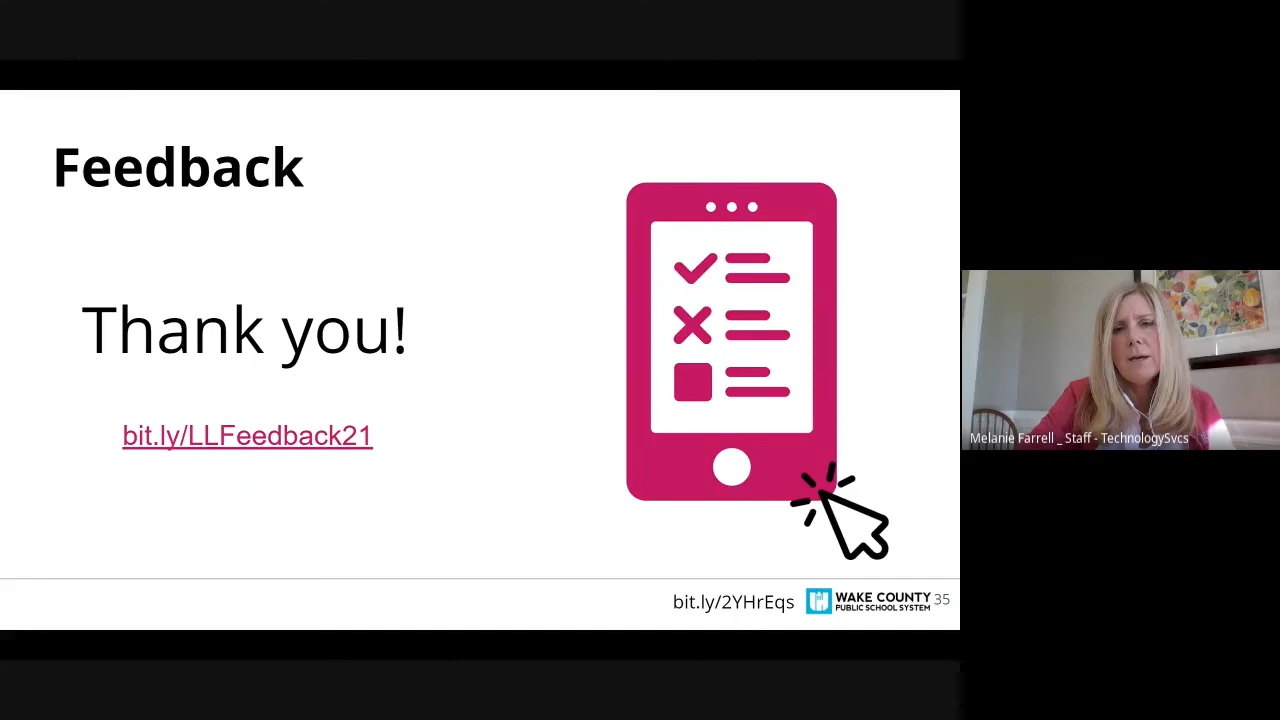 Feedback
Thank you!
bit.ly/LLFeedback21
bit.ly/2YHrEqs
WAKE COUNTY
PUBLIC SCHOOL SYSTEM
35
Melanie Farrell _ Staff - TechnologySvcs